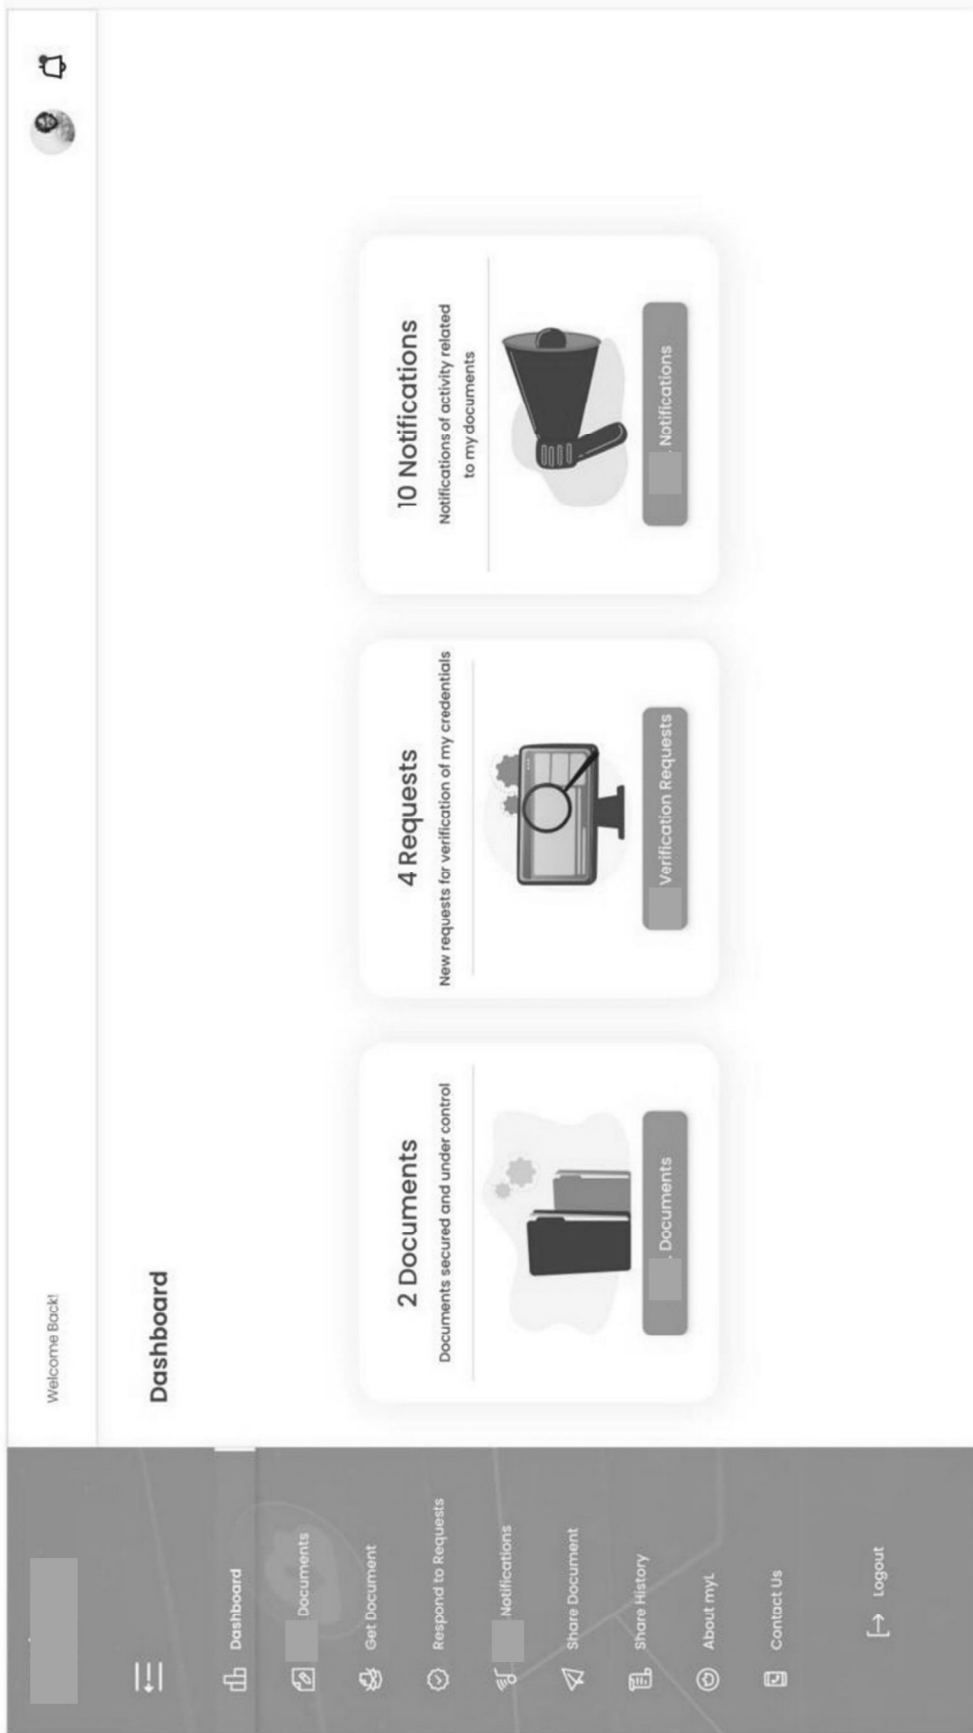 Welcome Back!
Dashboard
Documents
Get Document
Respond to Requests
Notifications
Share Document
Share History
About myL
Contact Us
Logout
Dashboard
2 Documents
Documents secured and under control
Documents
4 Requests
New requests for verification of my credentials
Verification Requests
10 Notifications
Notifications of activity related
to my documents
Notifications